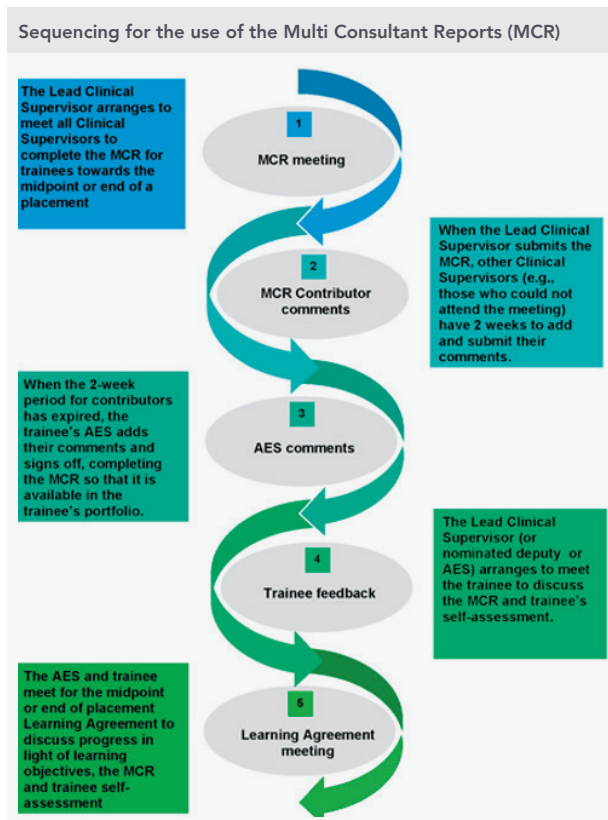 Sequencing for the use of the Multi Consultant Reports (MCR)
The Lead Clinical
Supervisor arranges to
meet all Clinical
Supervisors to
complete the MCR for
trainees towards the
midpoint or end of a
placement
1
MCR meeting
2
MCR Contributor
comments
When the Lead Clinical
Supervisor submits the
MCR, other Clinical
Supervisors (e.g.,
those who could not
attend the meeting)
have 2 weeks to add
and submit their
comments.
When the 2-week
period for contributors
has expired, the
trainee's AES adds
their comments and
signs off, completing
the MCR so that it is
available in the
trainee's portfolio.
3
AES comments
4
Trainee feedback
The Lead Clinical
Supervisor (or
nominated deputy or
AES) arranges to meet
the trainee to discuss
the MCR and trainee's
self-assessment.
The AES and trainee
meet for the midpoint
or end of placement
Learning Agreement to
discuss progress in
light of learning
objectives, the MCR
and trainee self-
assessment
5
Learning Agreement
meeting